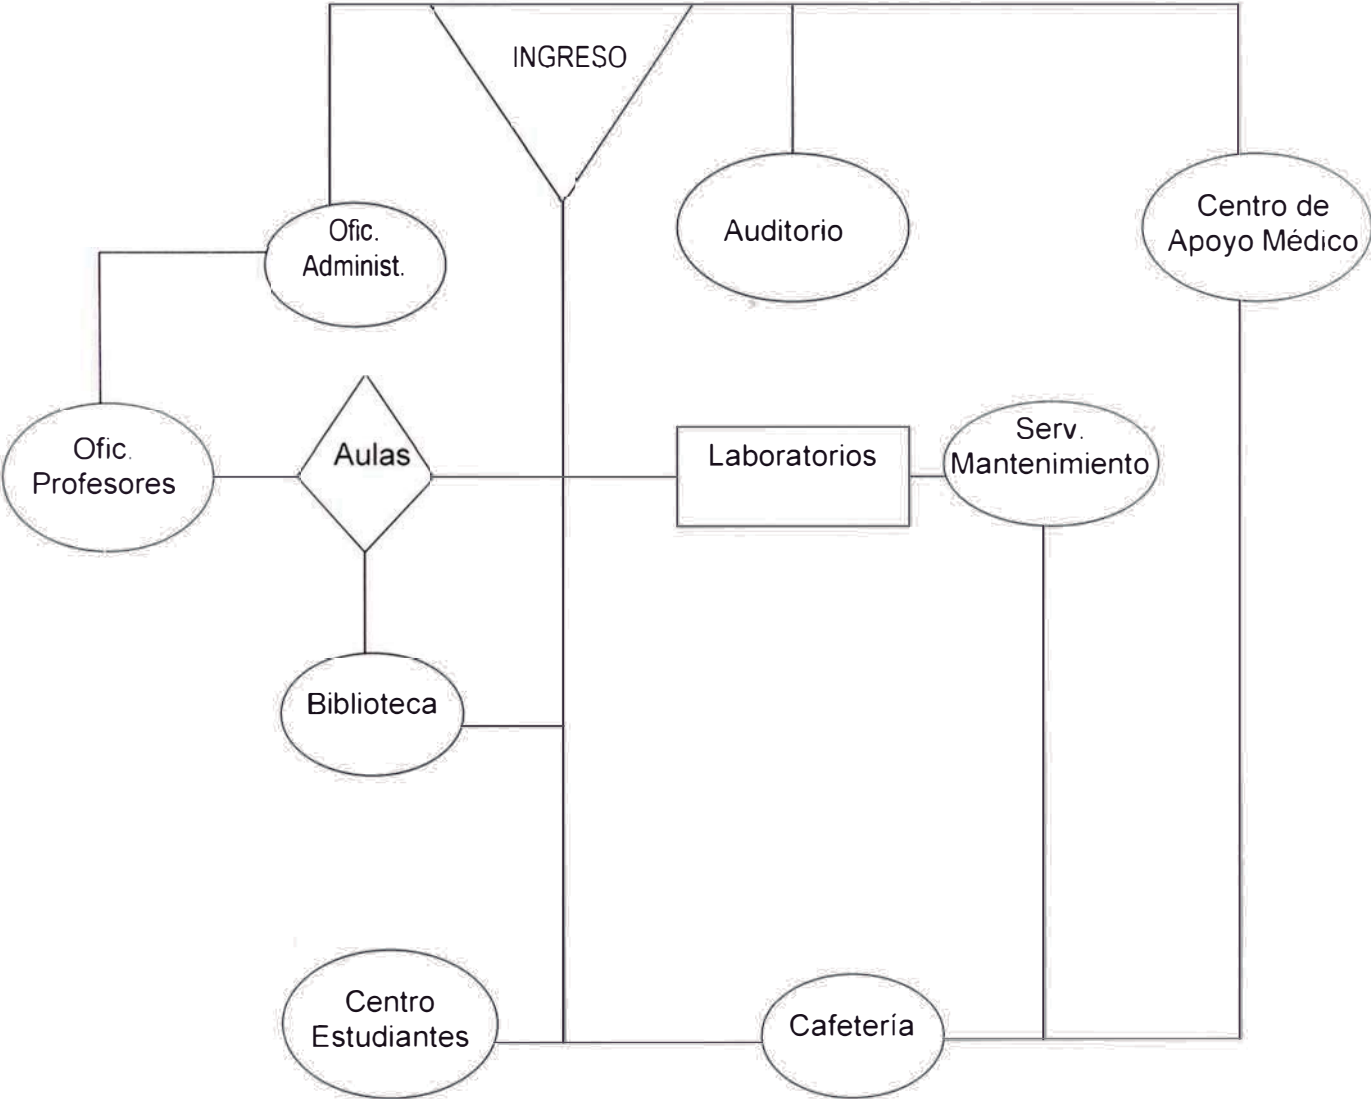 INGRESO
Ofic.
Administ.
Auditorio
Centro de
Apoyo Médico
Ofic.
Profesores
Aulas
Laboratorios
Serv.
Mantenimiento
Biblioteca
Centro
Estudiantes
Cafetería